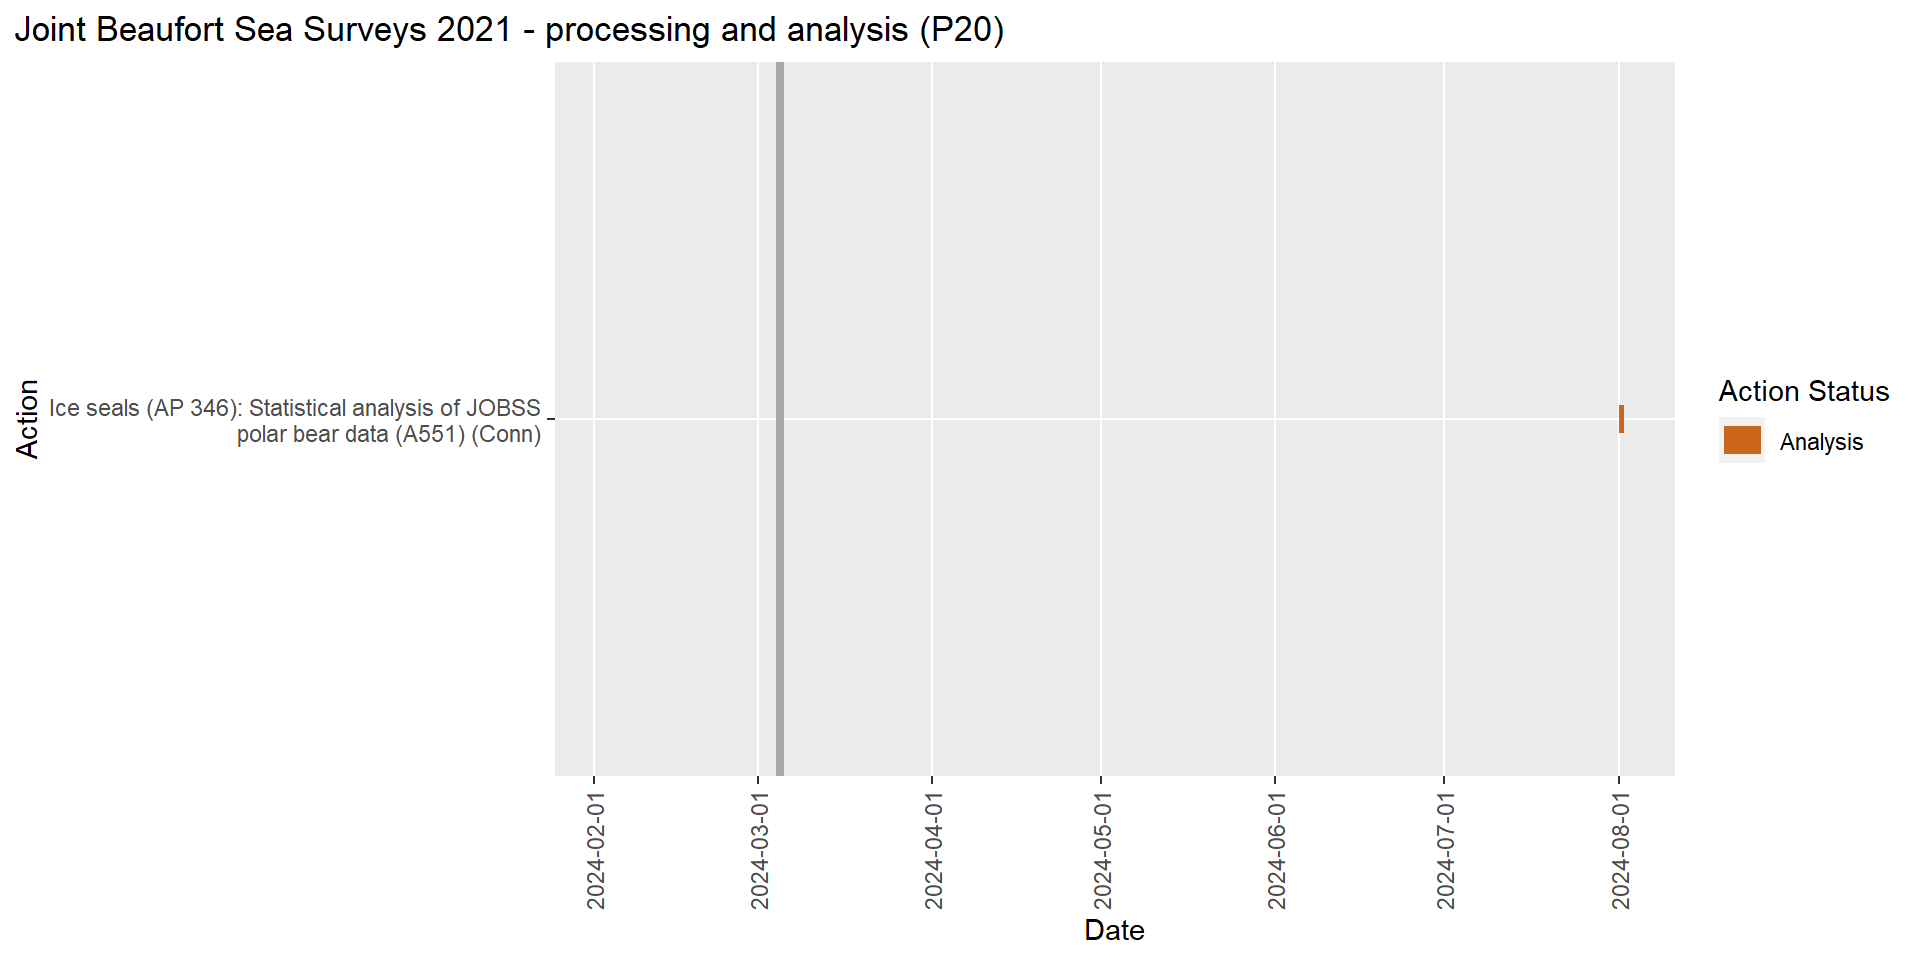 Joint Beaufort Sea Surveys 2021 - processing and analysis (P20)
Action
Ice seals (AP 346): Statistical analysis of JOBSS
polar bear data (A551) (Conn)
2024-02-01
2024-03-01
2024-04-01
2024-05-01
2024-06-01
2024-07-01
2024-08-01
Date
Action Status
Analysis